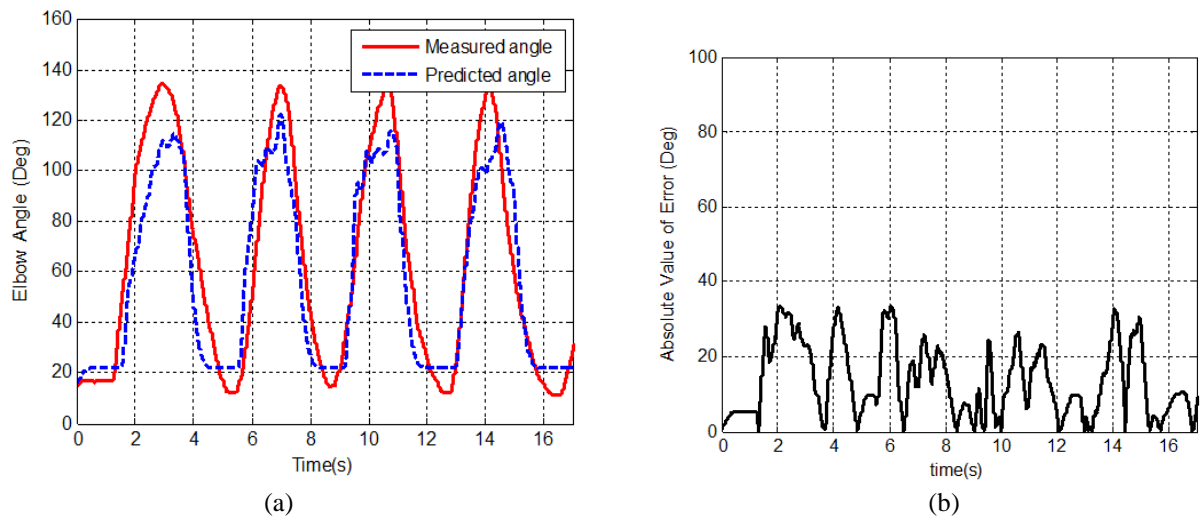 160
140
120
100
80
60
40
20
0
Elbow Angle (Deg)
Measured angle
Predicted angle
0 2 4 6 8 10 12 14 16
Time(s)
(a)
100
80
60
40
20
0
Absolute Value of Error (Deg)
0 2 4 6 8 10 12 14 16
time(s)
(b)